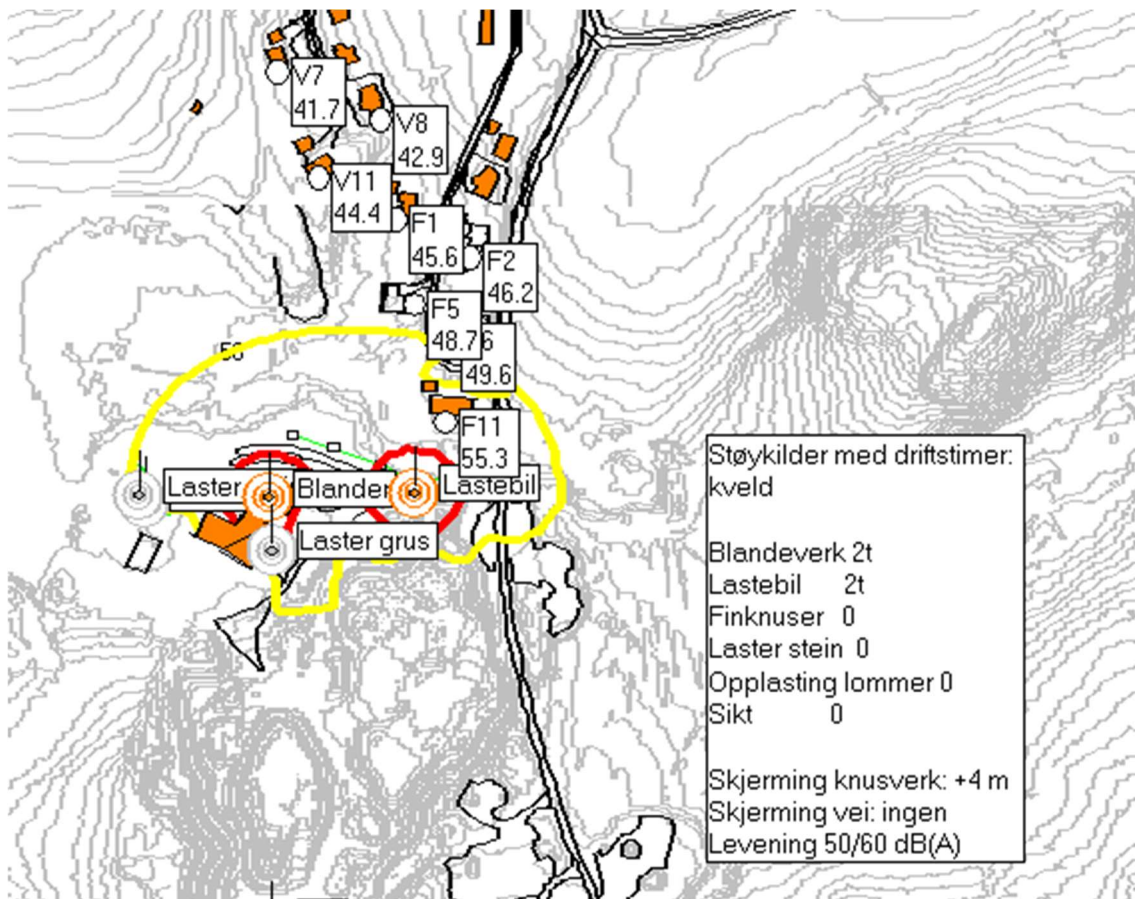 V7
41.7
V8
42.9
V11
44.4
F1
45.6
F2
46.2
F5
48.7
6
49.6
50
F11
55.3
Laster
Blander
Lastebil
Laster grus
Støykilder med driftstimer:
kveld
Blandeverk 2t
Lastebil 2t
Finknuser 0
Laster stein 0
Opplasting lommer 0
Sikt 0
Skjerming knusverk: +4 m
Skjerming vei: ingen
Levening 50/60 dB(A)